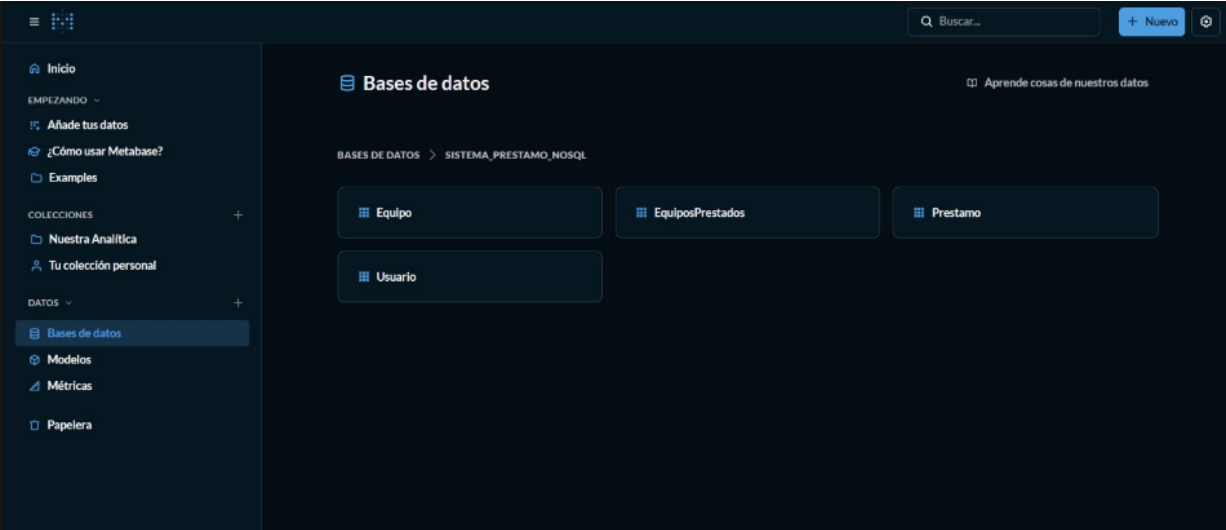 Buscar...
+ Nuevo
Inicio
EMPEZANDO
Añade tus datos
¿Cómo usar Metabase?
Examples
COLECCIONES
Nuestra Analítica
Tu colección personal
DATOS
Bases de datos
Modelos
Métricas
Papelera
Bases de datos
Aprende cosas de nuestros datos
BASES DE DATOS > SISTEMA_PRESTAMO_NOSQL
Equipo
EquiposPrestados
Prestamo
Usuario